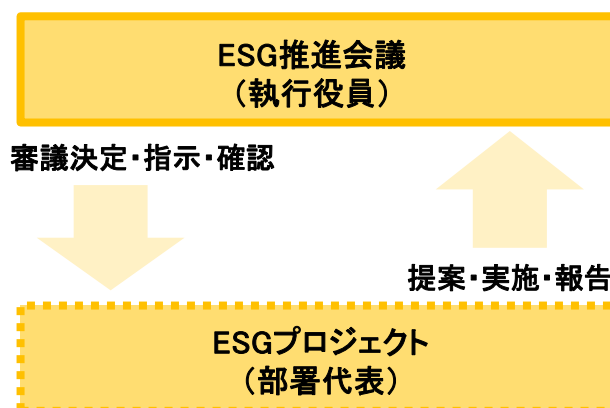 ESG推進会議
（執行役員）
審議決定・指示・確認
提案・実施・報告
ESGプロジェクト
（部署代表）